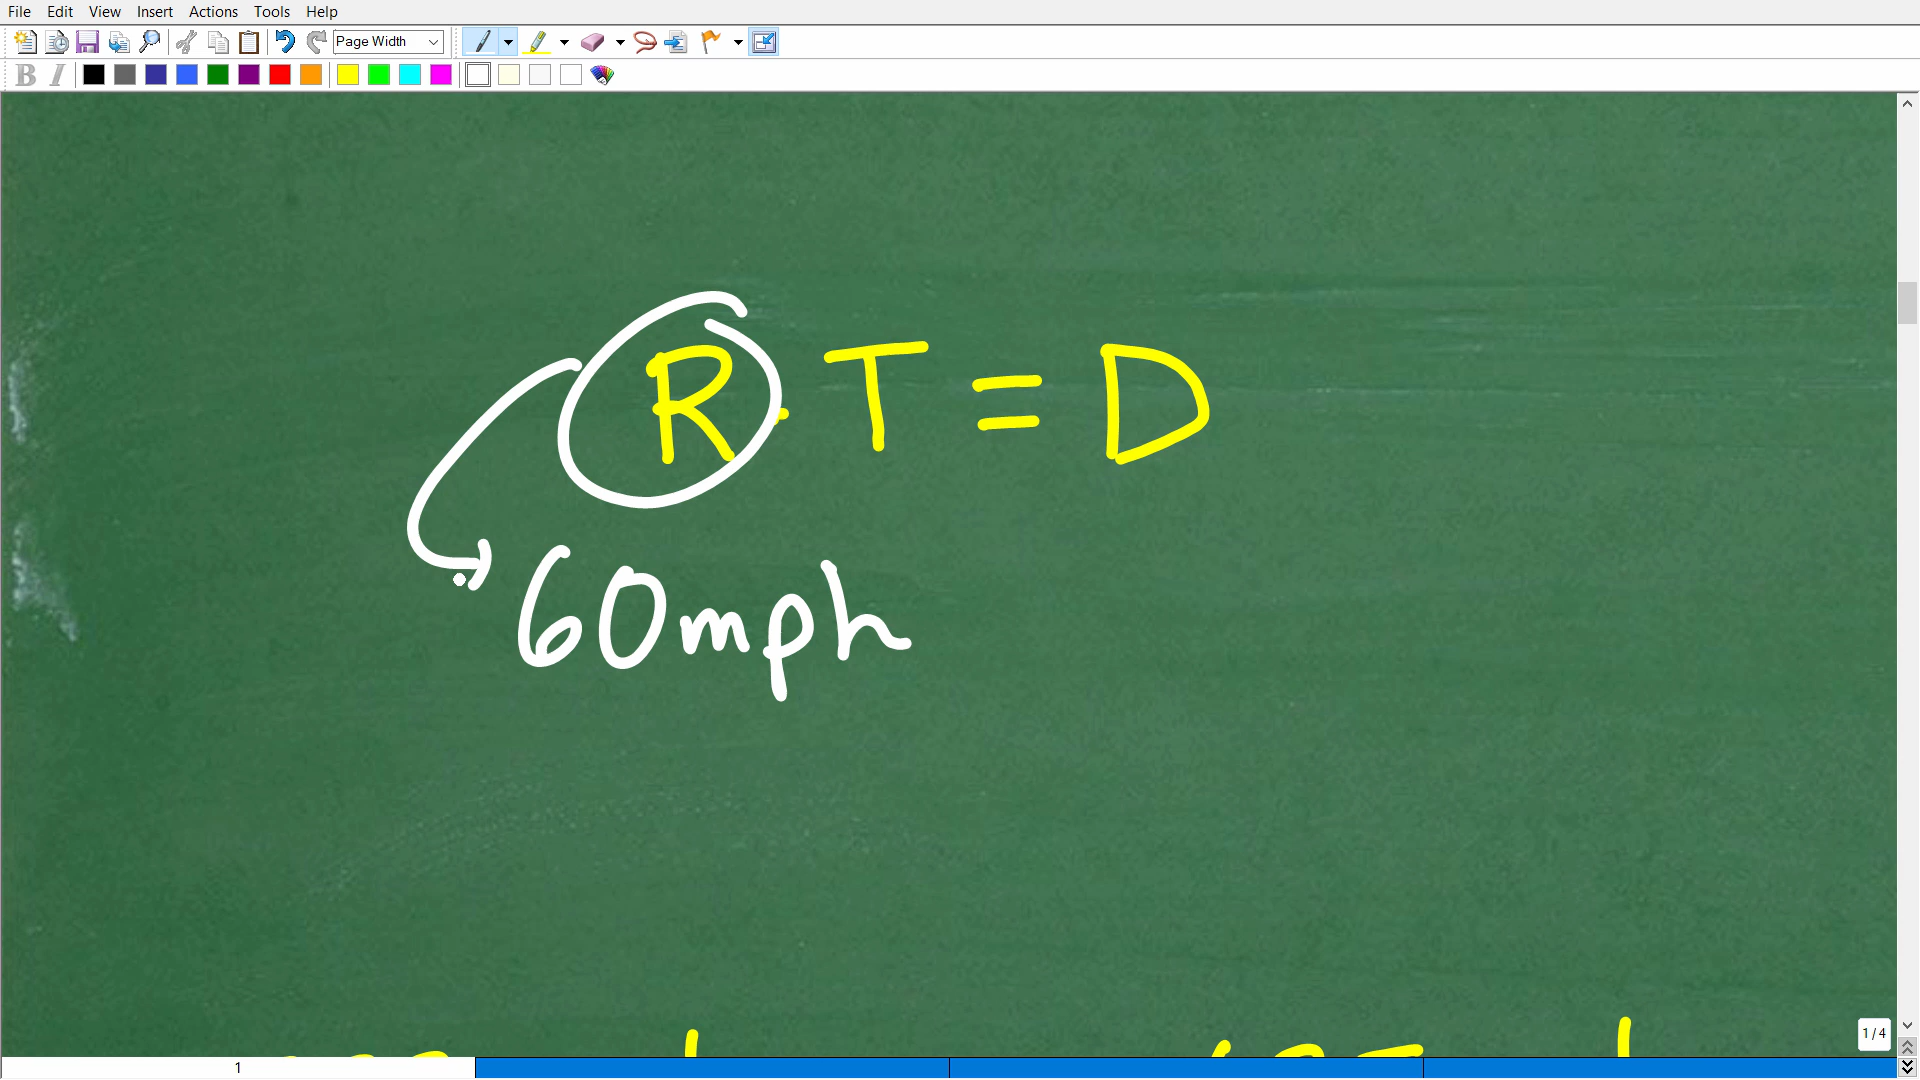 File Edit View Insert Actions Tools Help
Page Width
B I
R · T = D
60mph
1 / 4
1